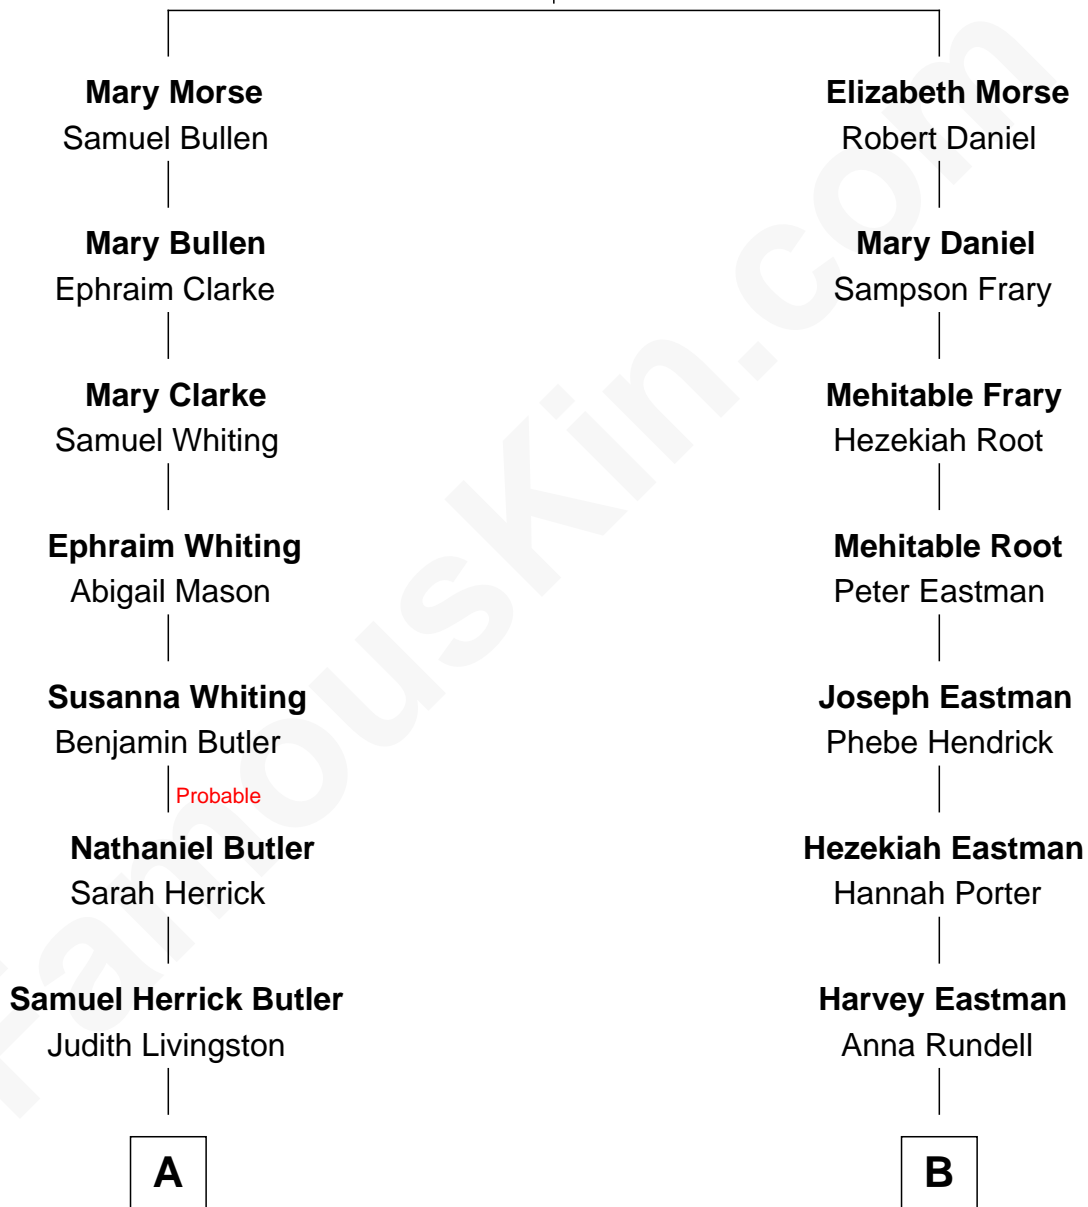 Mary Morse
Samuel Bullen
Mary Bullen
Ephraim Clarke
Mary Clarke
Samuel Whiting
Ephraim Whiting
Abigail Mason
Susanna Whiting
Benjamin Butler
Probable
Nathaniel Butler
Sarah Herrick
Samuel Herrick Butler
Judith Livingston
A
Elizabeth Morse
Robert Daniel
Mary Daniel
Sampson Frary
Mehitable Frary
Hezekiah Root
Mehitable Root
Peter Eastman
Joseph Eastman
Phebe Hendrick
Hezekiah Eastman
Hannah Porter
Harvey Eastman
Anna Rundell
B
FamousKin.com